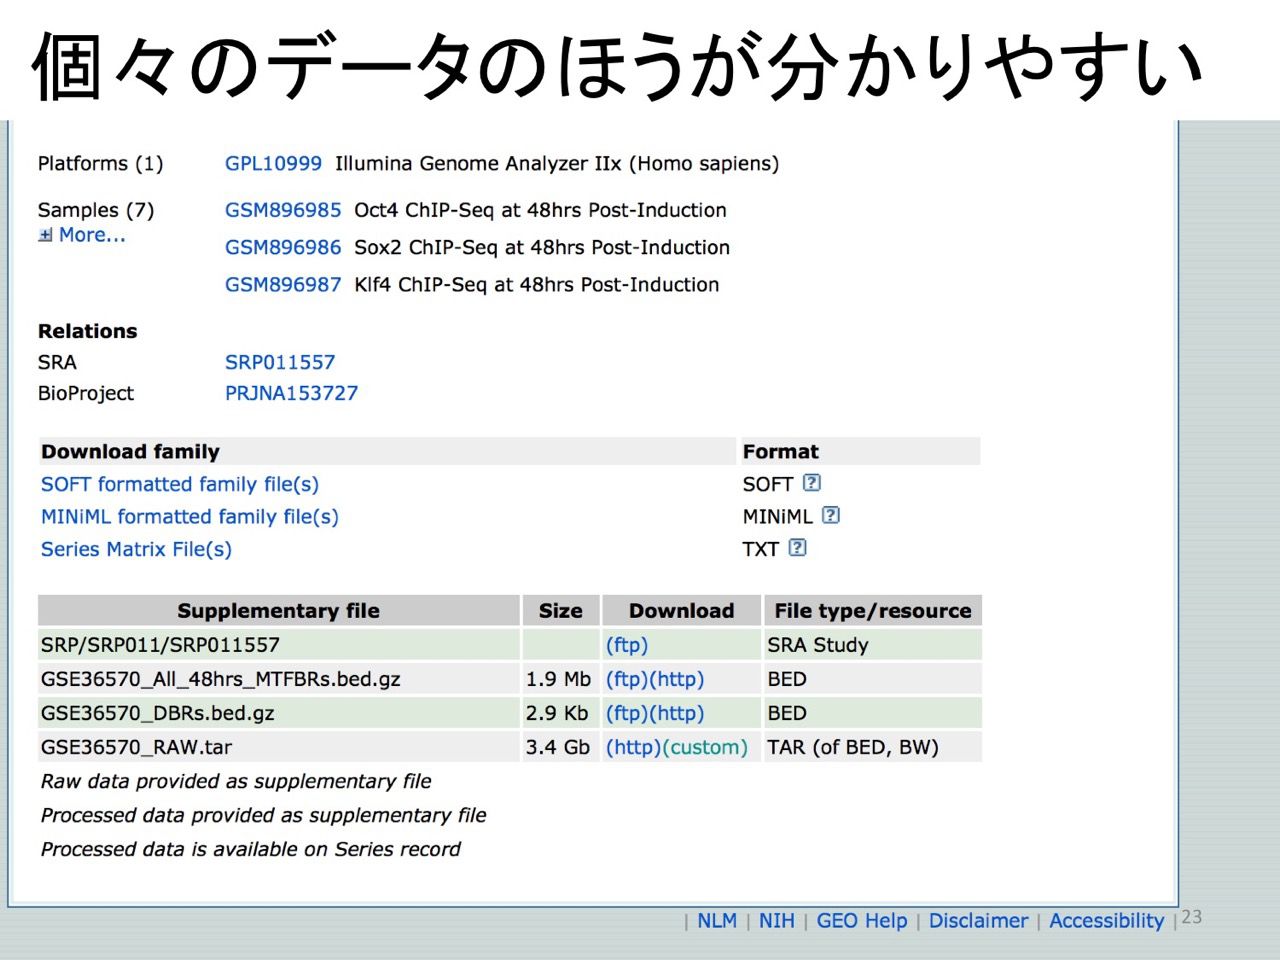 個々のデータのほうが分かりやすい
Platforms (1) GPL10999 Illumina Genome Analyzer IIx (Homo sapiens)
Samples (7) GSM896985 Oct4 ChIP-Seq at 48hrs Post-Induction
More...
GSM896986 Sox2 ChIP-Seq at 48hrs Post-Induction
GSM896987 Klf4 ChIP-Seq at 48hrs Post-Induction
Relations
SRA SRP011557
BioProject PRJNA153727
Download family Format
SOFT formatted family file(s) SOFT ?
MINiML formatted family file(s) MINiML ?
Series Matrix File(s) TXT ?
Supplementary file Size Download File type/resource
SRP/SRP011/SRP011557 (ftp) SRA Study
GSE36570_All_48hrs_MTFBRs.bed.gz 1.9 Mb (ftp)(http) BED
GSE36570_DBRs.bed.gz 2.9 Kb (ftp)(http) BED
GSE36570_RAW.tar 3.4 Gb (http)(custom) TAR (of BED, BW)
Raw data provided as supplementary file
Processed data provided as supplementary file
Processed data is available on Series record
| NLM | NIH | GEO Help | Disclaimer | Accessibility | 23